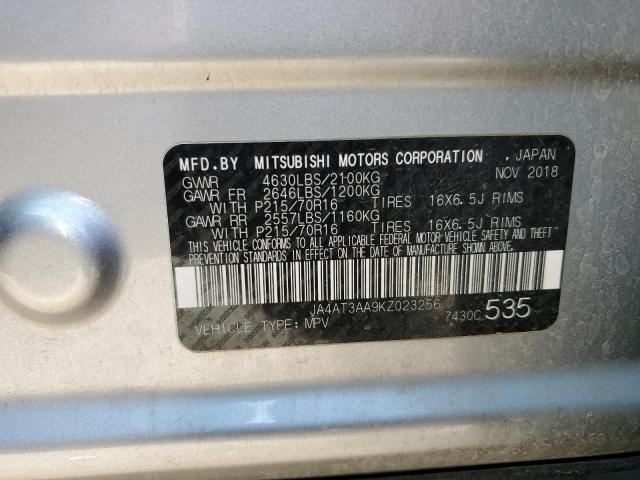 MFD.BY MITSUBISHI MOTORS CORPORATION , JAPAN
GVWR 4630LBS/2100KG NOV 2018
GAWR FR 2646LBS/1200KG
WITH P215/70R16 TIRES 16X6.5J RIMS
GAWR RR 2557LBS/1160KG
WITH P215/70R16 TIRES 16X6.5J RIMS
THIS VEHICLE CONFORMS TO ALL APPLICABLE FEDERAL MOTOR VEHICLE SAFETY AND THEFT
PREVENTION STANDARDS IN EFFECT ON THE DATE OF MANUFACTURE SHOWN ABOVE.
JA4AT3AA9KZ023256
VEHICLE TYPE: MPV 7430C 535